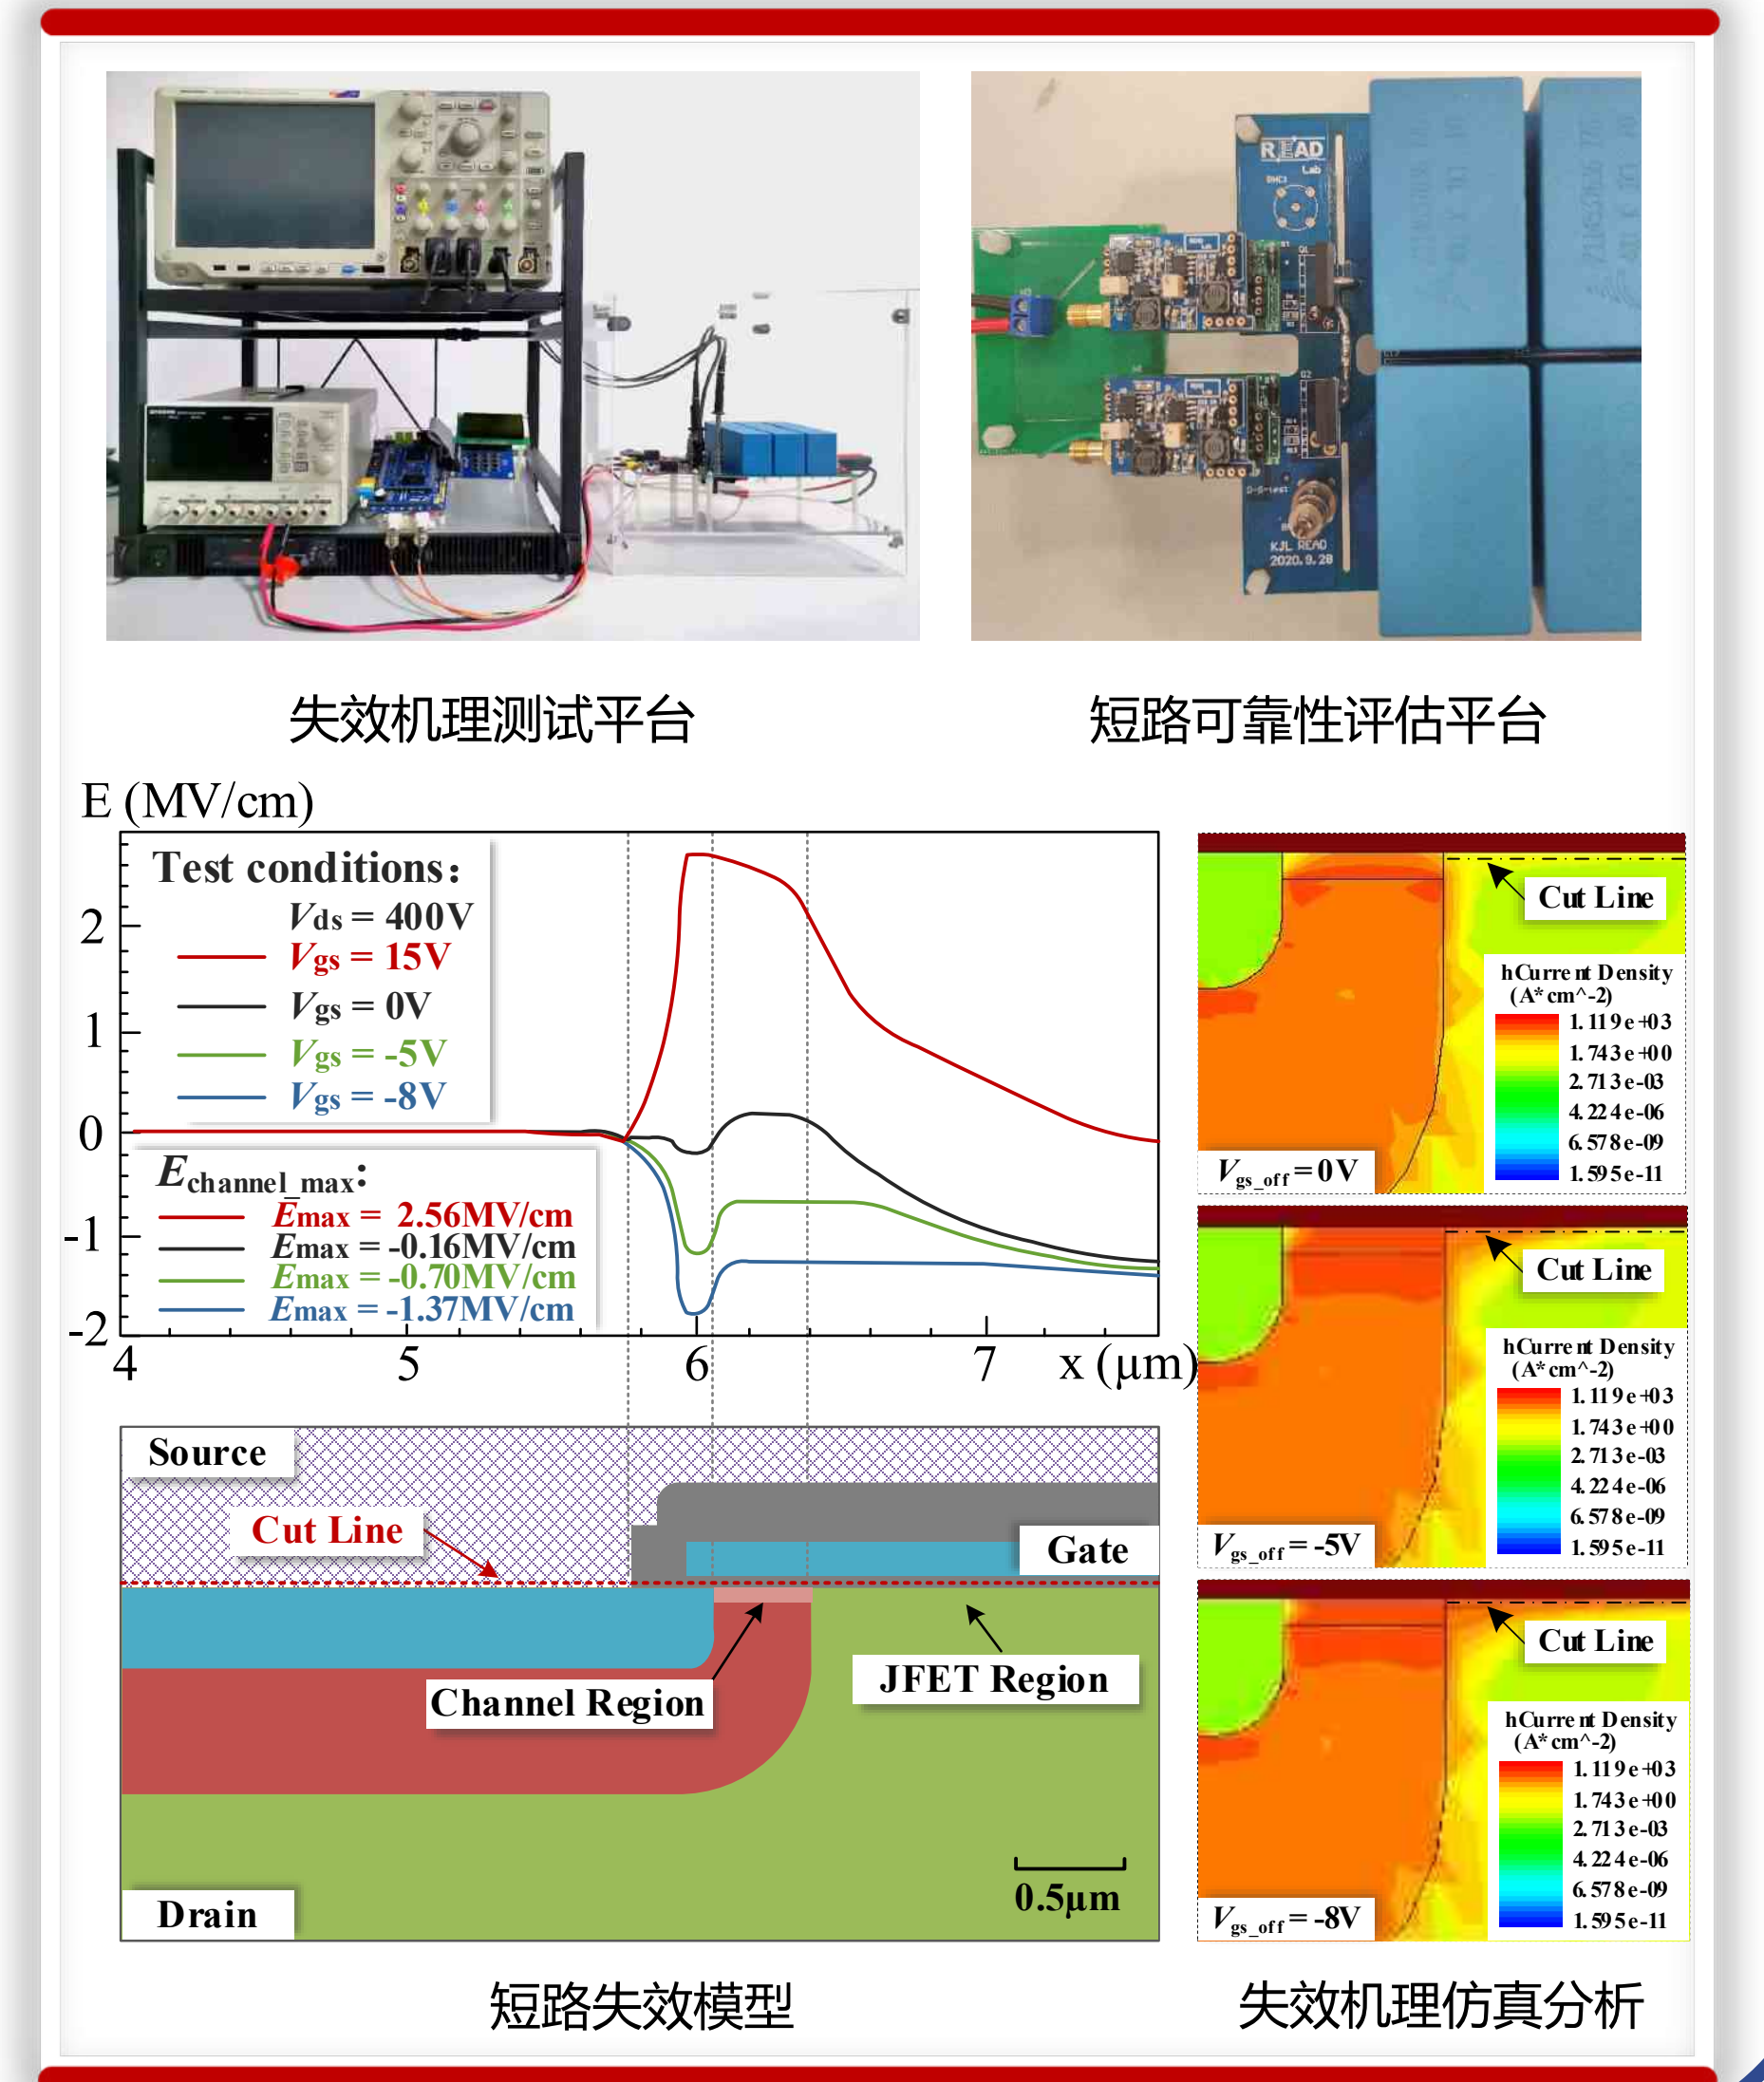 READ
Lab
KJL READ
2020.9.28
失效机理测试平台
短路可靠性评估平台
E (MV/cm)
Test conditions：
Vds = 400V
Vgs = 15V
Vgs = 0V
Vgs = -5V
Vgs = -8V
Echannel_max：
Emax = 2.56MV/cm
Emax = -0.16MV/cm
Emax = -0.70MV/cm
Emax = -1.37MV/cm
2
1
0
-1
-2
4
5
6
7
x (μm)
Cut Line
hCurrent Density
(A*cm^-2)
1.119e+03
1.743e+00
2.713e-03
4.224e-06
6.578e-09
1.595e-11
Vgs_off = 0V
Cut Line
hCurrent Density
(A*cm^-2)
1.119e+03
1.743e+00
2.713e-03
4.224e-06
6.578e-09
1.595e-11
Vgs_off = -5V
Cut Line
hCurrent Density
(A*cm^-2)
1.119e+03
1.743e+00
2.713e-03
4.224e-06
6.578e-09
1.595e-11
Vgs_off = -8V
Source
Cut Line
Gate
Channel Region
JFET Region
0.5μm
Drain
短路失效模型
失效机理仿真分析